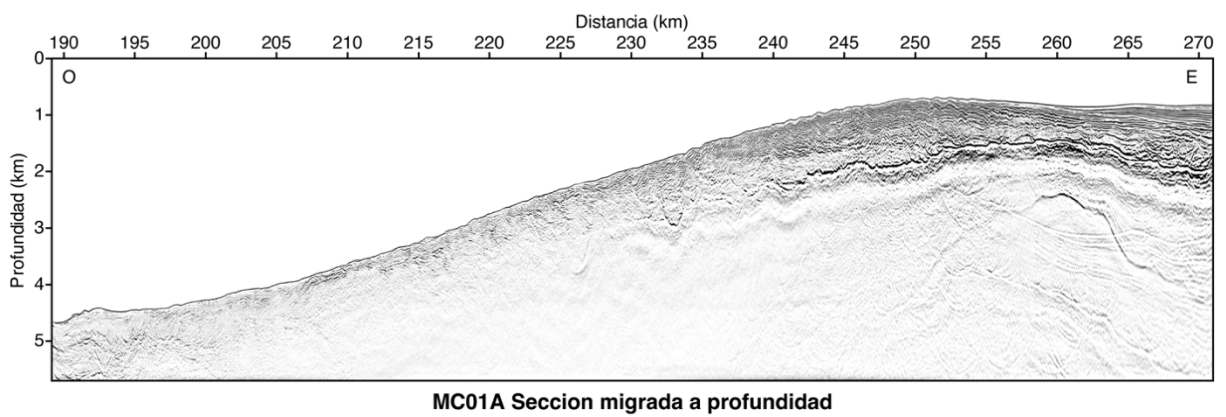 Distancia (km)
190 195 200 205 210 215 220 225 230 235 240 245 250 255 260 265 270
O E
Profundidad (km)
0
1
2
3
4
5
MC01A Seccion migrada a profundidad